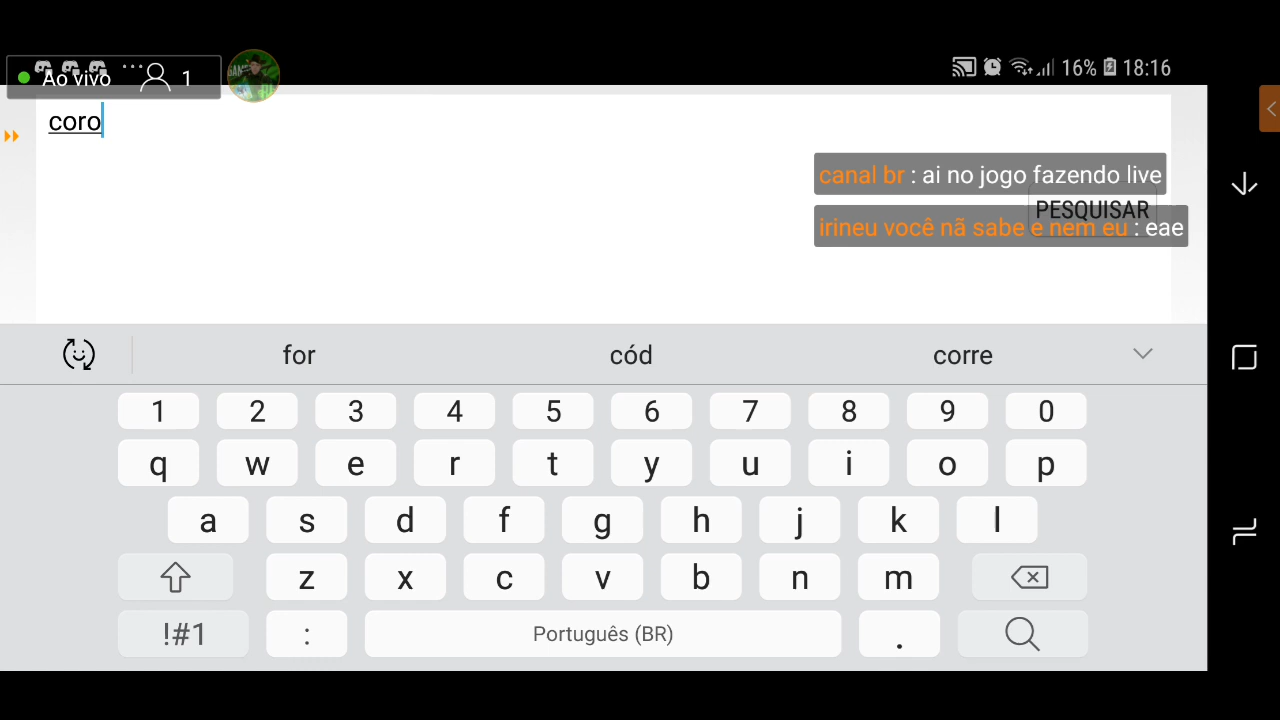 Ao vivo 1
16% 18:16
coro
canal br : ai no jogo fazendo live
PESQUISAR
irineu você nã sabe e nem eu : eae
for cód corre
1 2 3 4 5 6 7 8 9 0
q w e r t y u i o p
a s d f g h j k l
z x c v b n m
!#1 : Português (BR) .